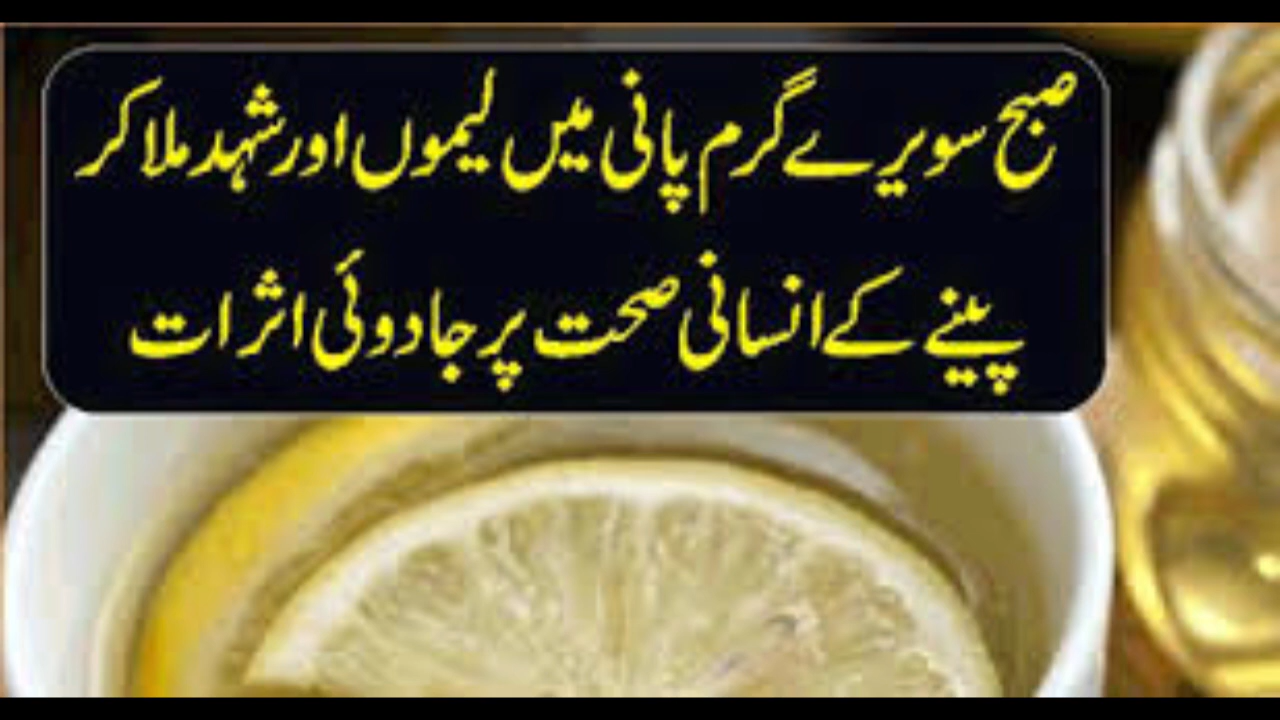 صبح سویرے گرم پانی میں لیموں اور شہد ملا کر
پینے کے انسانی صحت پر جادوئی اثرات